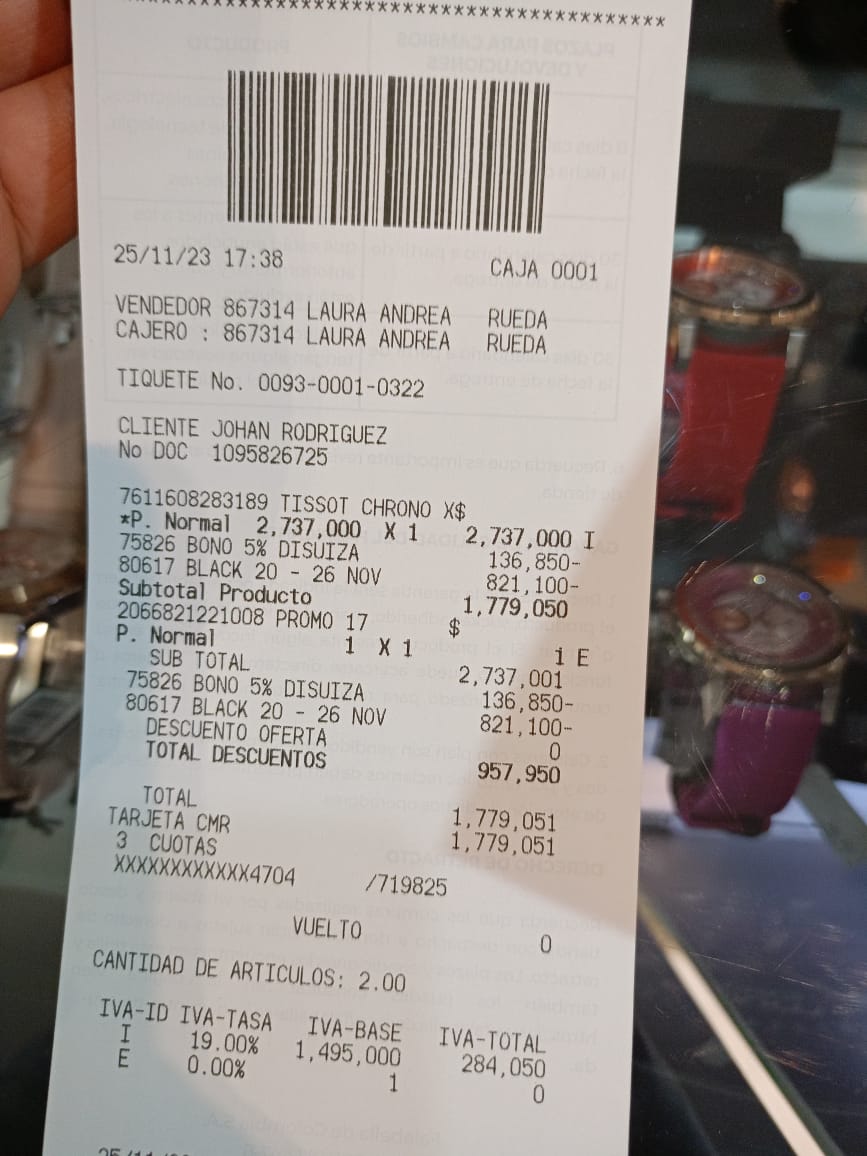 ****************************************
25/11/23 17:38 CAJA 0001
VENDEDOR 867314 LAURA ANDREA RUEDA
CAJERO : 867314 LAURA ANDREA RUEDA
TIQUETE No. 0093-0001-0322
CLIENTE JOHAN RODRIGUEZ
No DOC 1095826725
7611608283189 TISSOT CHRONO X$
*P. Normal 2,737,000 X 1 2,737,000 I
75826 BONO 5% DISUIZA 136,850-
80617 BLACK 20 - 26 NOV 821,100-
Subtotal Producto 1,779,050
2066821221008 PROMO 17 $
P. Normal 1 X 1 1 E
SUB TOTAL 2,737,001
75826 BONO 5% DISUIZA 136,850-
80617 BLACK 20 - 26 NOV 821,100-
DESCUENTO OFERTA 0
TOTAL DESCUENTOS 957,950
TOTAL 1,779,051
TARJETA CMR 1,779,051
3 CUOTAS
XXXXXXXXXXXX4704 /719825
VUELTO 0
CANTIDAD DE ARTICULOS: 2.00
IVA-ID IVA-TASA IVA-BASE IVA-TOTAL
I 19.00% 1,495,000 284,050
E 0.00% 1 0